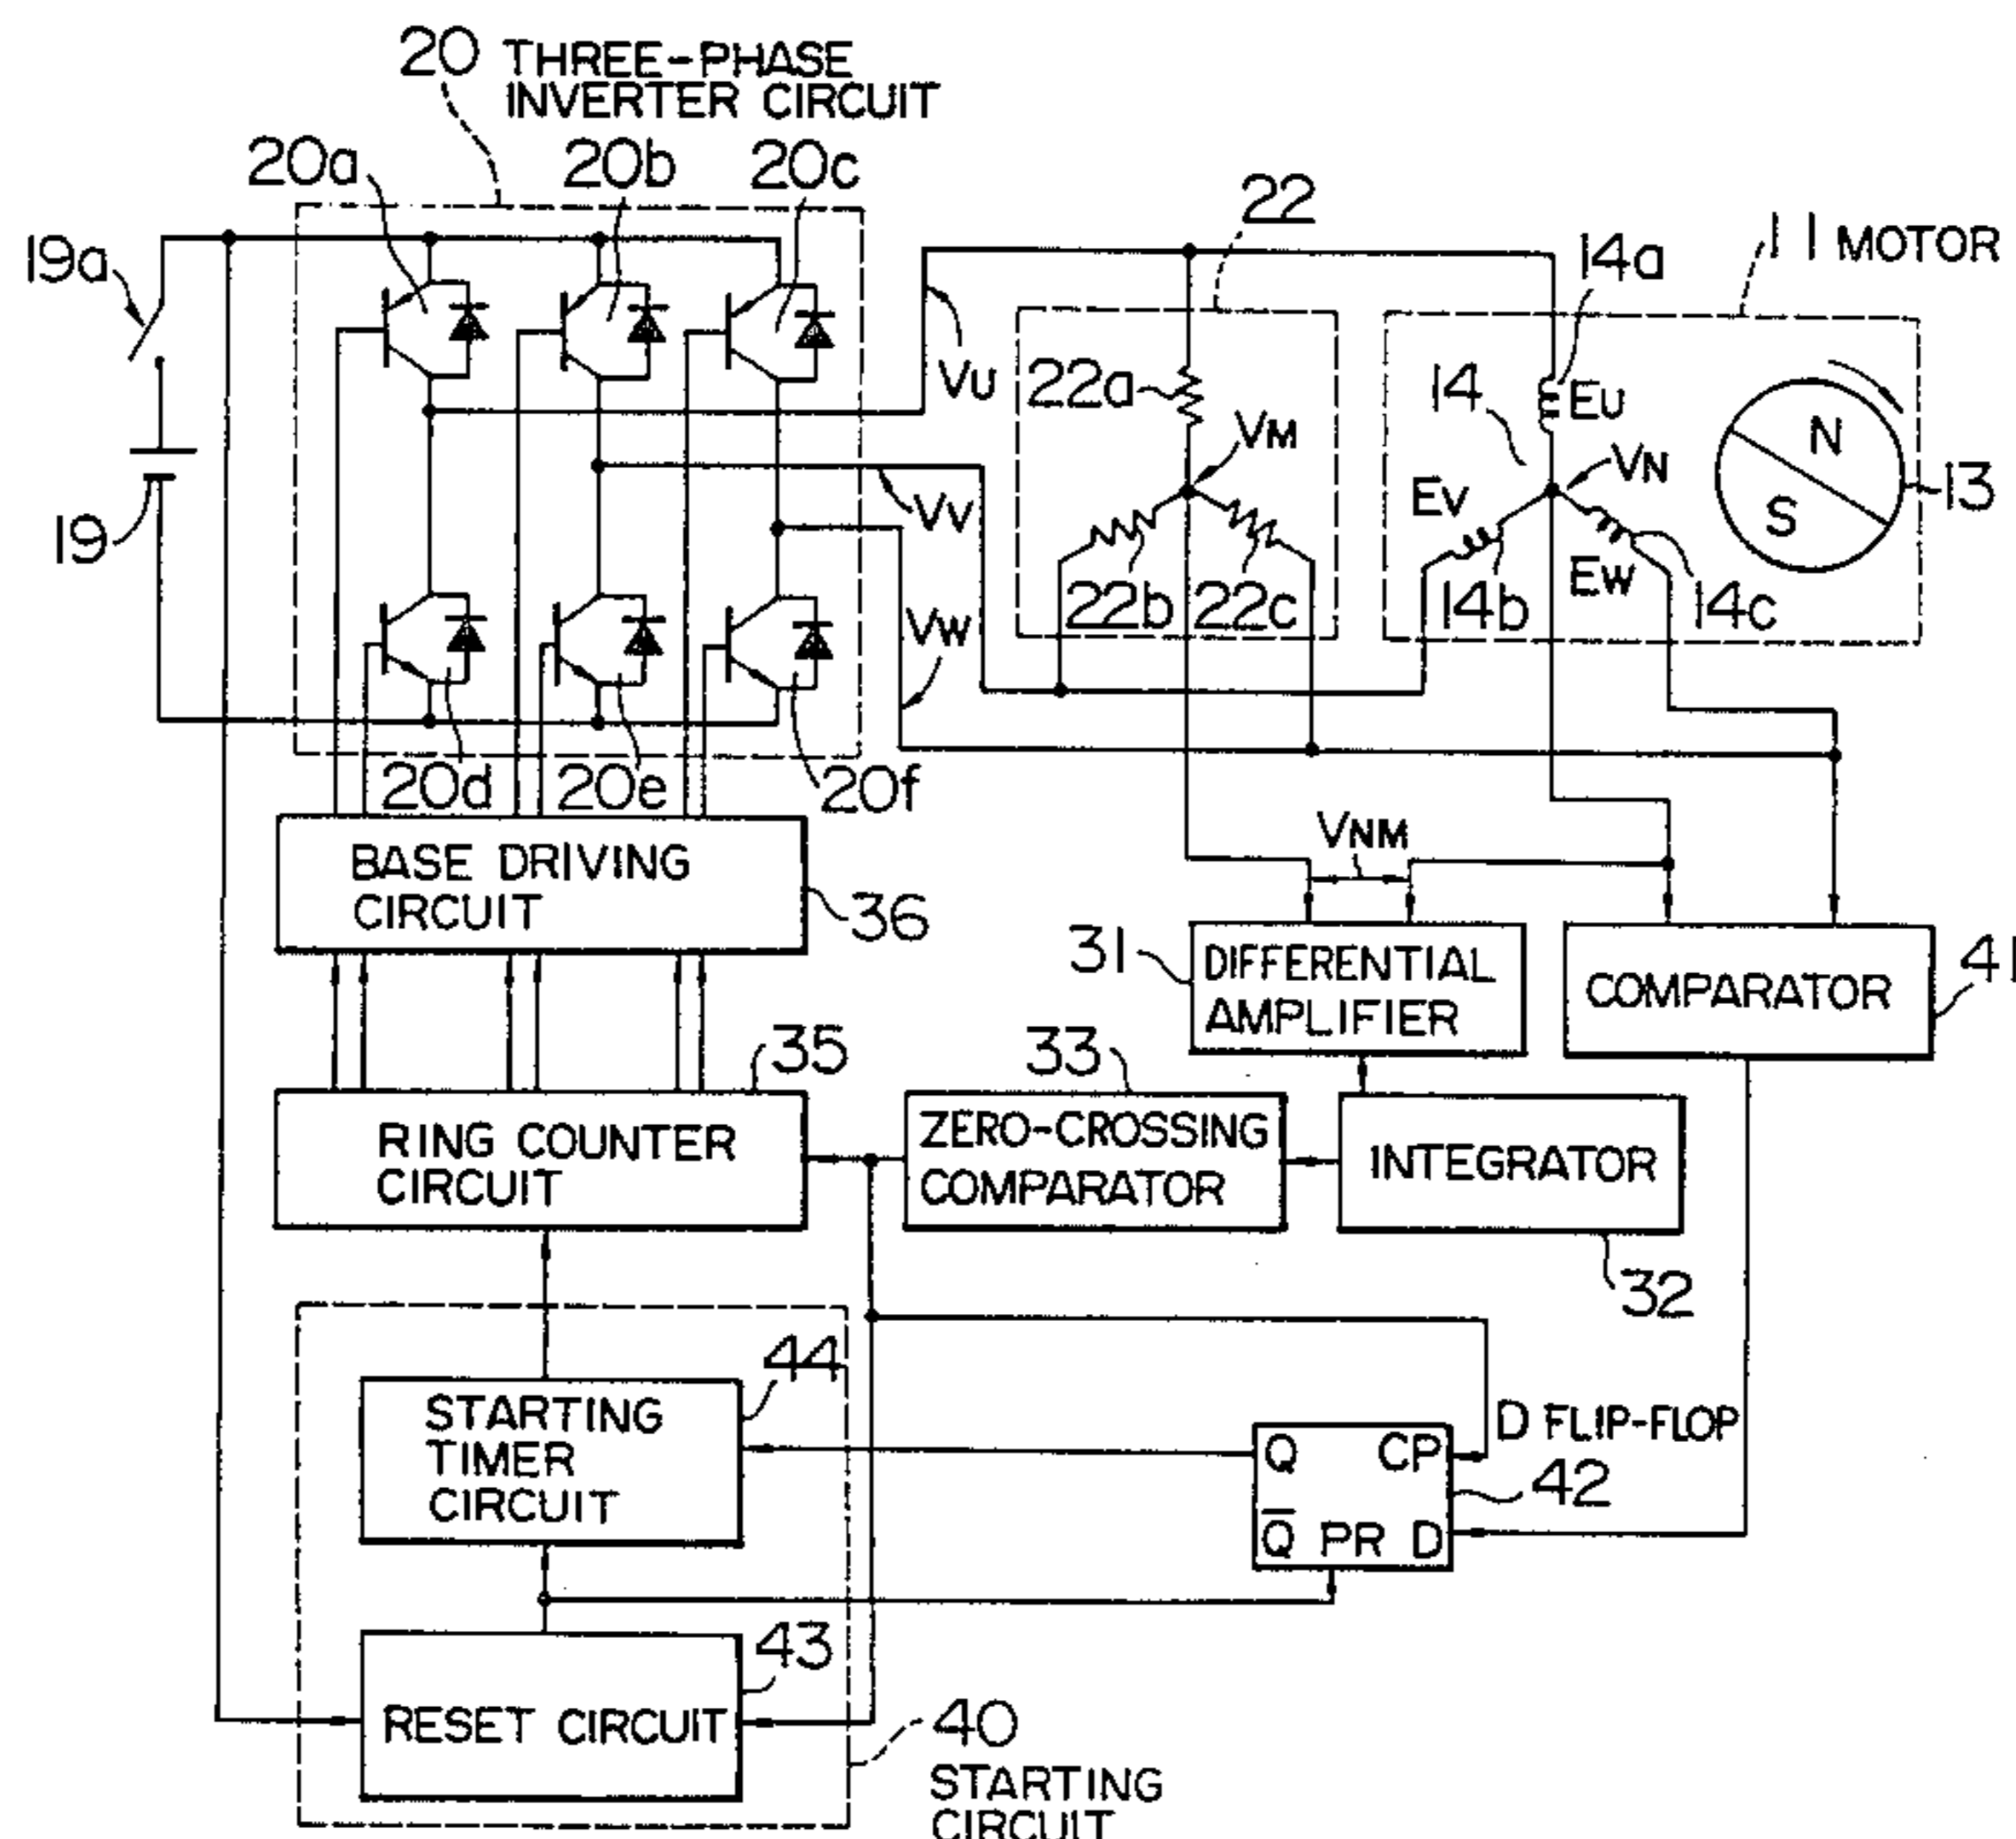 20 THREE-PHASE
INVERTER CIRCUIT
20a
20b
20c
22
11 MOTOR
19a
14a
VU
22a
14
EU
N
VM
VN
EV
S
13
19
VV
22b
22c
14b
EW
14c
VW
20d
20e
20f
VNM
BASE DRIVING
CIRCUIT
36
31
DIFFERENTIAL
AMPLIFIER
COMPARATOR
41
35
33
RING COUNTER
CIRCUIT
ZERO-CROSSING
COMPARATOR
INTEGRATOR
32
44
STARTING
TIMER
CIRCUIT
D FLIP-FLOP
Q CP
42
Q̅ PR D
43
RESET CIRCUIT
40
STARTING
CIRCUIT